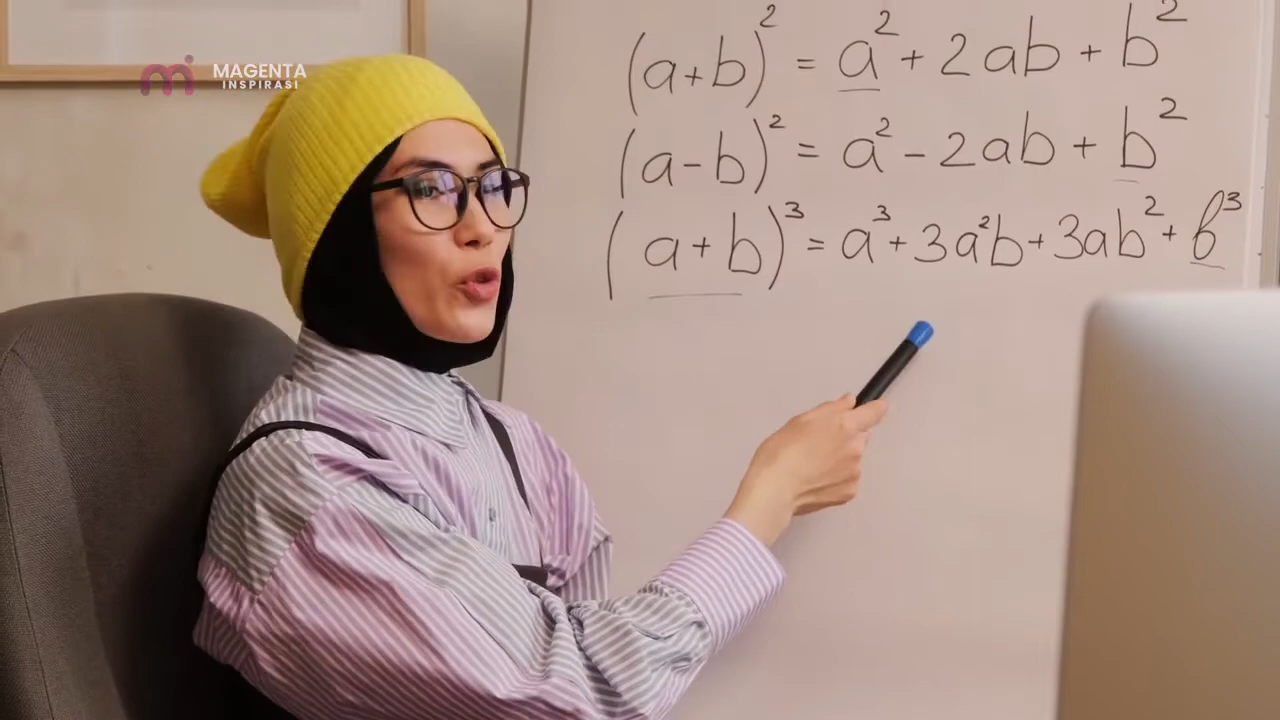 MAGENTA
INSPIRASI
(a+b)² = a² + 2ab + b²
(a-b)² = a² - 2ab + b²
(a+b)³ = a³ + 3a²b + 3ab² + b³